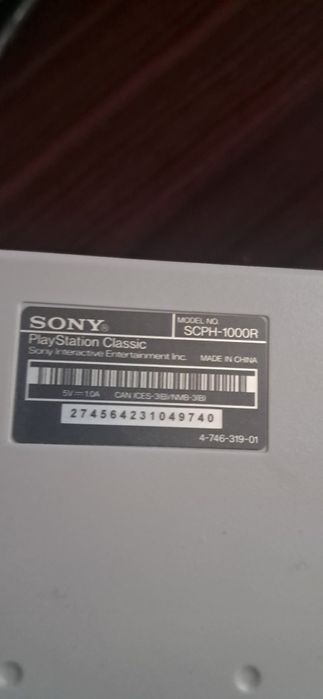 SONY®
MODEL NO.
SCPH-1000R
PlayStation Classic
Sony Interactive Entertainment Inc. MADE IN CHINA
5V⎓1.0A CAN ICES-3(B)/NMB-3(B)
274564231049740
4-746-319-01